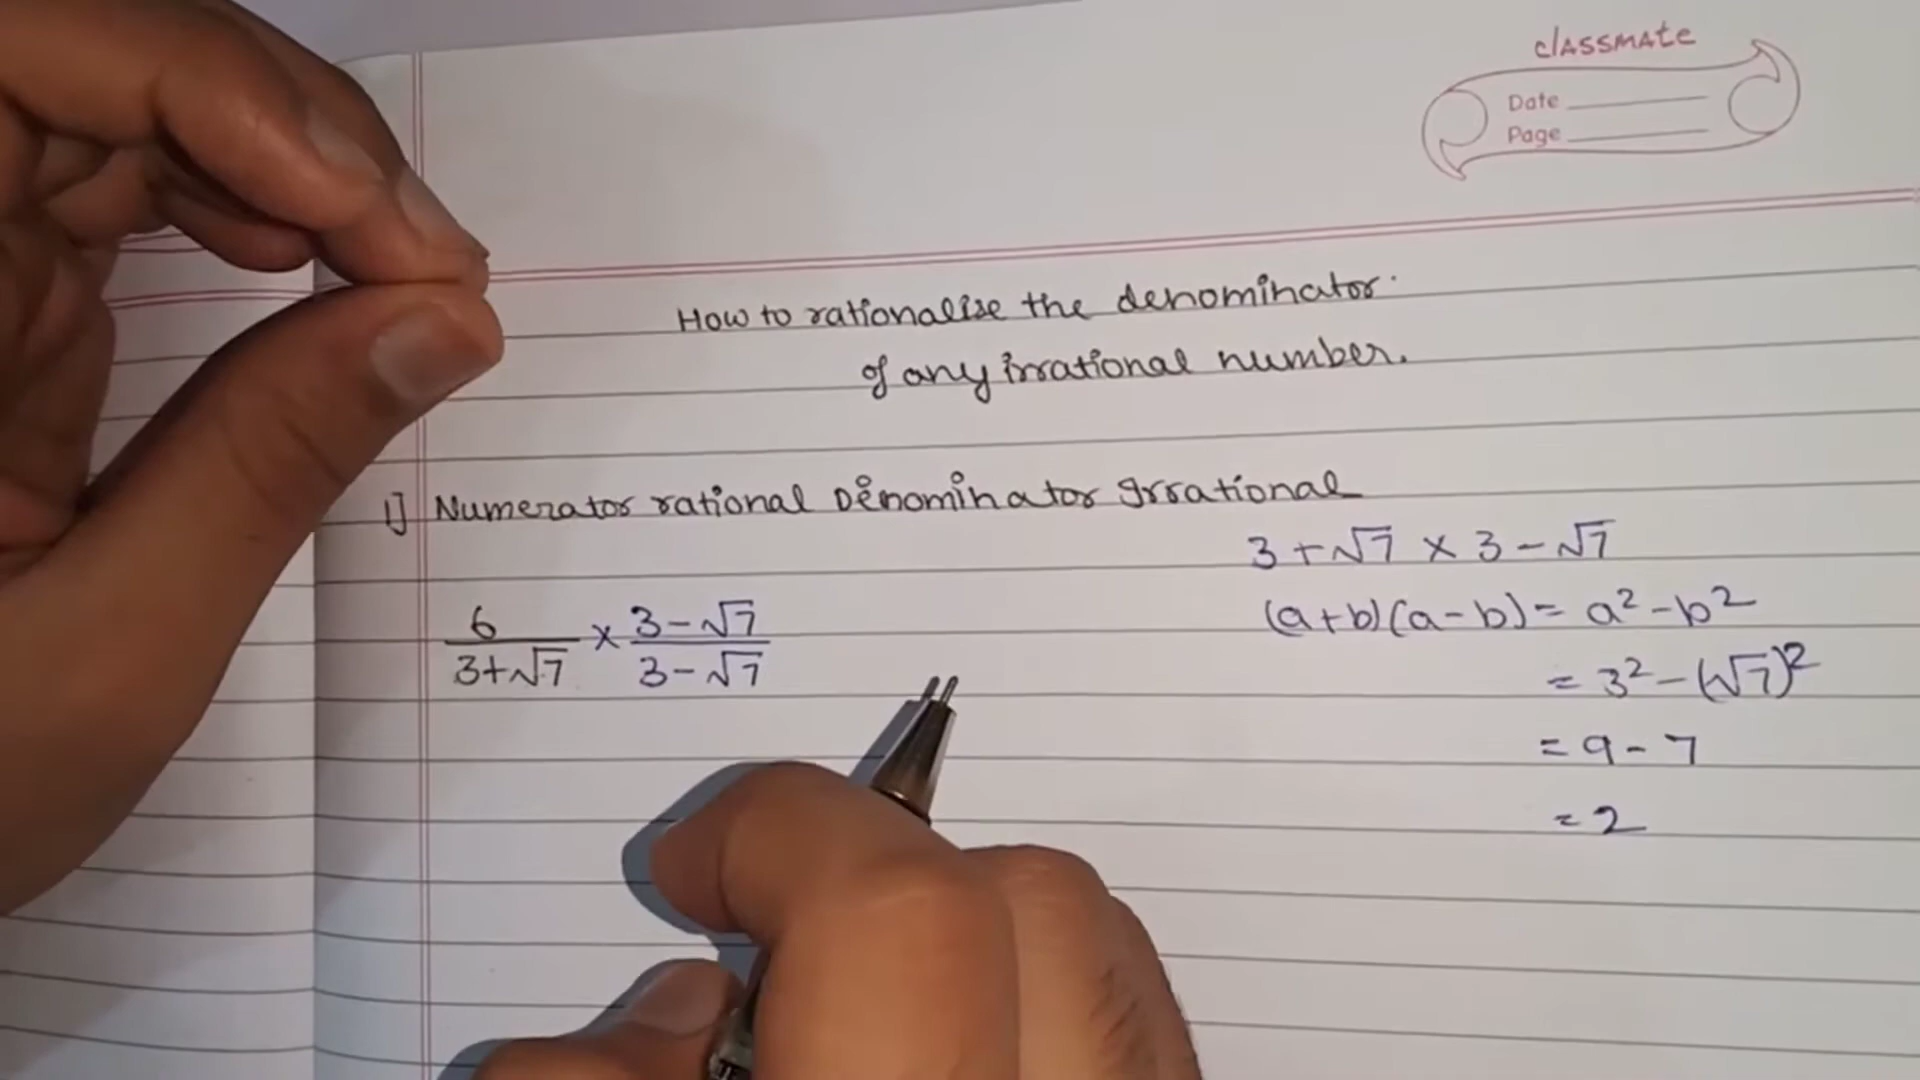 classmate
Date
Page
How to rationalise the denominator.
of any irrational number.
1] Numerator rational Denominator Irrational
3+√7 × 3-√7
(a+b)(a-b) = a²-b²
6/3+√7 × 3-√7/3-√7
= 3²-(√7)²
= 9-7
= 2